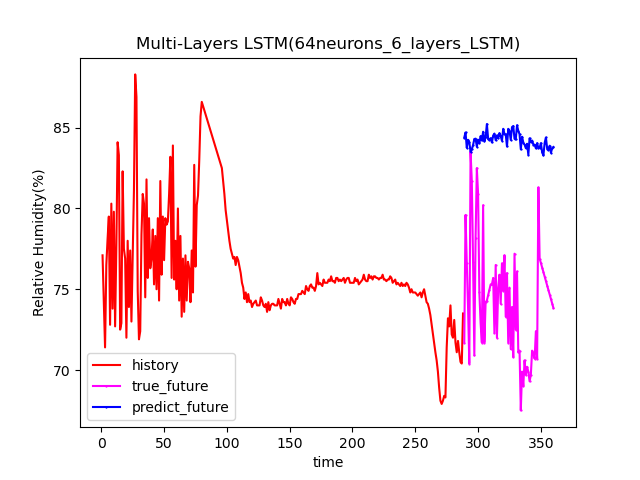 Multi-Layers LSTM(64neurons_6_layers_LSTM)
Relative Humidity(%)
85
80
75
70
history
true_future
predict_future
0 50 100 150 200 250 300 350
time